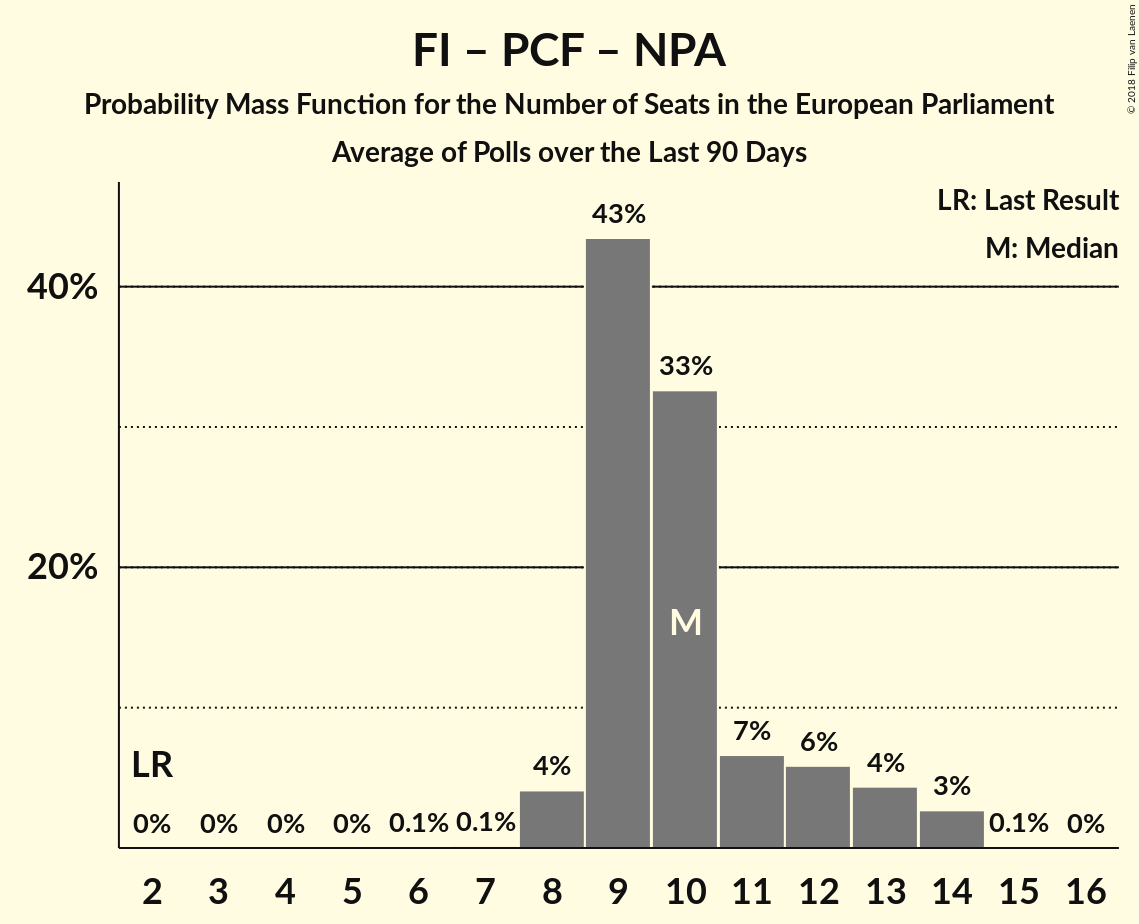 FI – PCF – NPA
Probability Mass Function for the Number of Seats in the European Parliament
Average of Polls over the Last 90 Days
© 2018 Filip van Laenen
LR: Last Result
M: Median
43%
40%
33%
20%
M
7%
6%
LR
4%
4%
3%
0% 0% 0% 0% 0.1% 0.1% 0.1% 0%
2 3 4 5 6 7 8 9 10 11 12 13 14 15 16